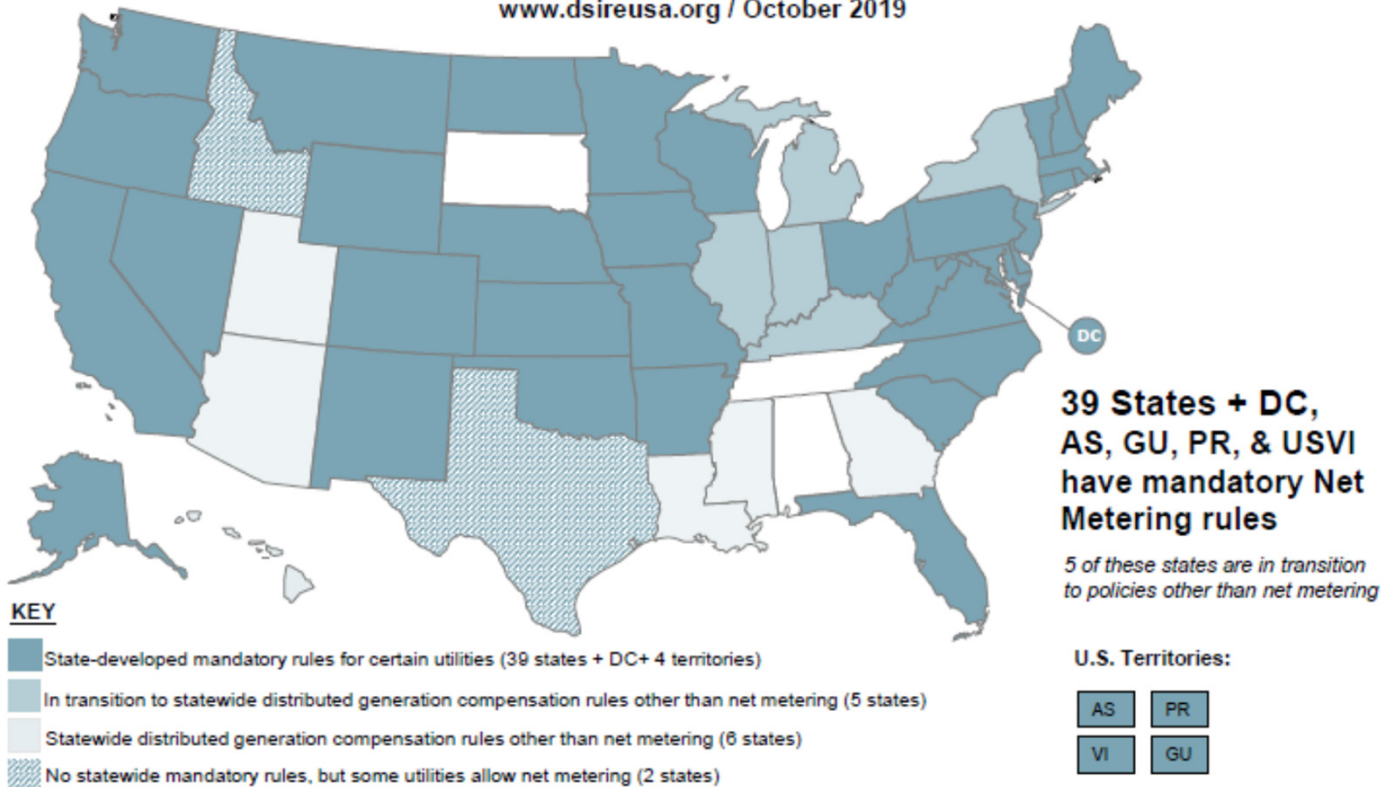 www.dsireusa.org / October 2019
DC
39 States + DC,
AS, GU, PR, & USVI
have mandatory Net
Metering rules
5 of these states are in transition
to policies other than net metering
KEY
State-developed mandatory rules for certain utilities (39 states + DC+ 4 territories)
In transition to statewide distributed generation compensation rules other than net metering (5 states)
Statewide distributed generation compensation rules other than net metering (6 states)
No statewide mandatory rules, but some utilities allow net metering (2 states)
U.S. Territories:
AS PR
VI GU